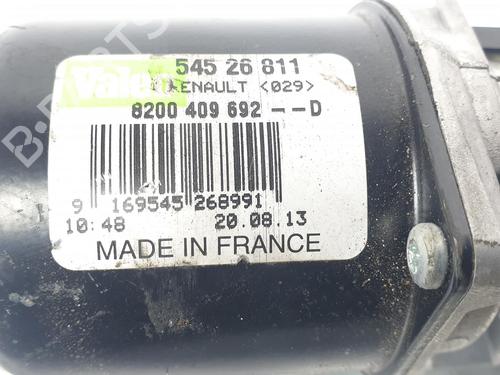 Valeo 545 26 811
RENAULT <029>
8200 409 692 --D
9 169545 268991
10:48 20.08.13
MADE IN FRANCE
B-PARTS